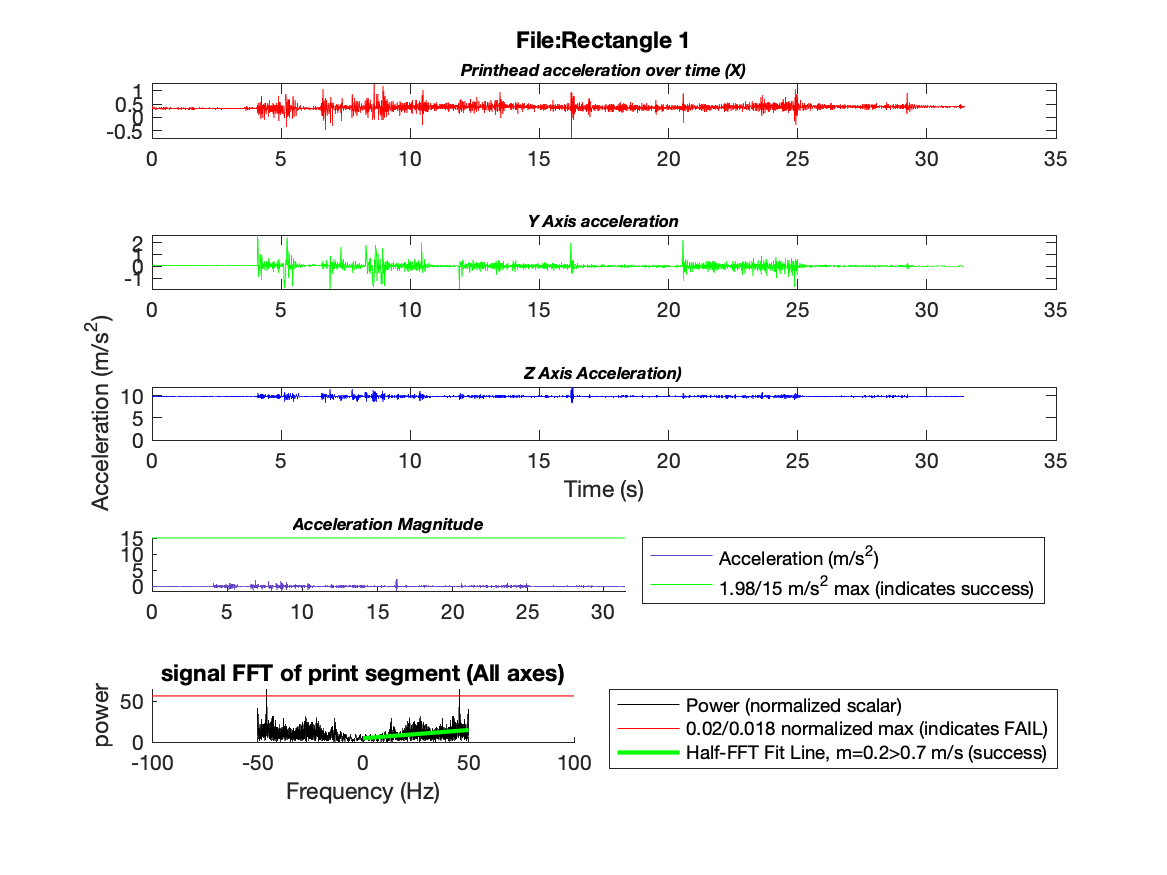 File:Rectangle 1
Printhead acceleration over time (X)
1
0.5
0
-0.5
0 5 10 15 20 25 30 35
Y Axis acceleration
2
1
0
-1
0 5 10 15 20 25 30 35
Acceleration (m/s2)
Z Axis Acceleration)
10
5
0
0 5 10 15 20 25 30 35
Time (s)
Acceleration Magnitude
15
10
5
0
0 5 10 15 20 25 30
Acceleration (m/s2)
1.98/15 m/s2 max (indicates success)
signal FFT of print segment (All axes)
power
50
0
-100 -50 0 50 100
Frequency (Hz)
Power (normalized scalar)
0.02/0.018 normalized max (indicates FAIL)
Half-FFT Fit Line, m=0.2>0.7 m/s (success)